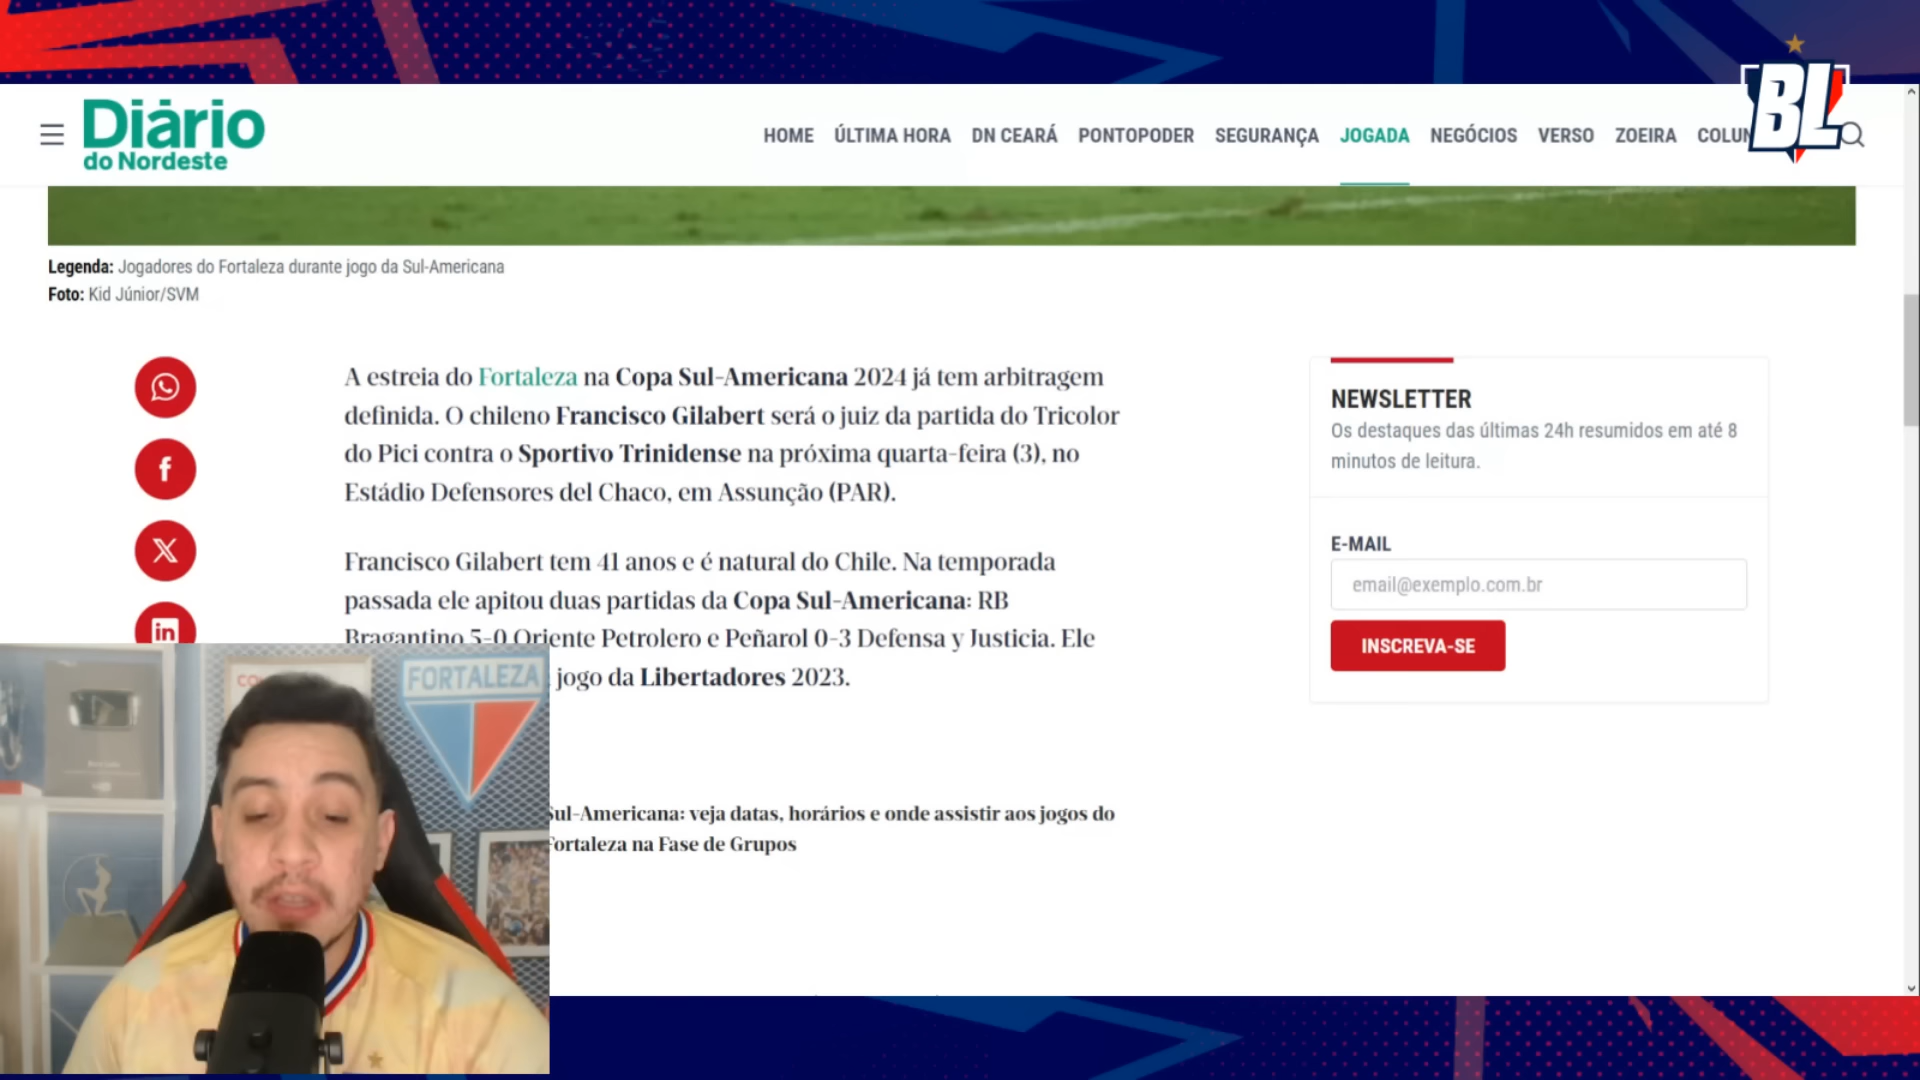 BL
Diário
do Nordeste
HOME ÚLTIMA HORA DN CEARÁ PONTOPODER SEGURANÇA JOGADA NEGÓCIOS VERSO ZOEIRA COLUN
Legenda: Jogadores do Fortaleza durante jogo da Sul-Americana
Foto: Kid Júnior/SVM
A estreia do Fortaleza na Copa Sul-Americana 2024 já tem arbitragem
definida. O chileno Francisco Gilabert será o juiz da partida do Tricolor
do Pici contra o Sportivo Trinidense na próxima quarta-feira (3), no
Estádio Defensores del Chaco, em Assunção (PAR).
Francisco Gilabert tem 41 anos e é natural do Chile. Na temporada
passada ele apitou duas partidas da Copa Sul-Americana: RB
Bragantino 5-0 Oriente Petrolero e Peñarol 0-3 Defensa y Justicia. Ele
jogo da Libertadores 2023.
Sul-Americana: veja datas, horários e onde assistir aos jogos do
Fortaleza na Fase de Grupos
NEWSLETTER
Os destaques das últimas 24h resumidos em até 8
minutos de leitura.
E-MAIL
email@exemplo.com.br
INSCREVA-SE
FORTALEZA